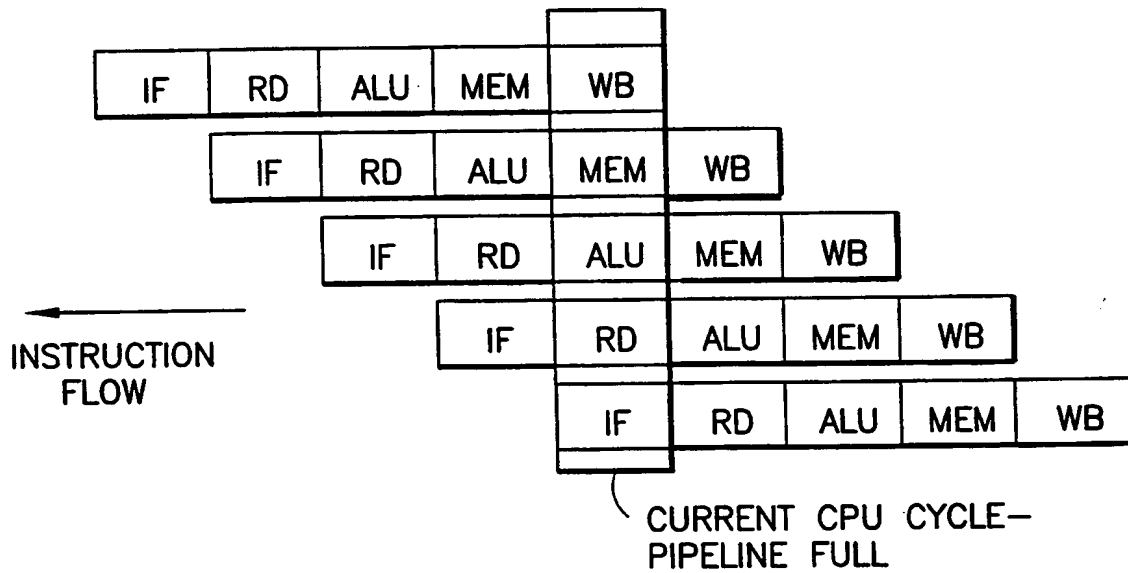 IF RD ALU MEM WB
IF RD ALU MEM WB
IF RD ALU MEM WB
IF RD ALU MEM WB
IF RD ALU MEM WB
INSTRUCTION
FLOW
CURRENT CPU CYCLE–
PIPELINE FULL